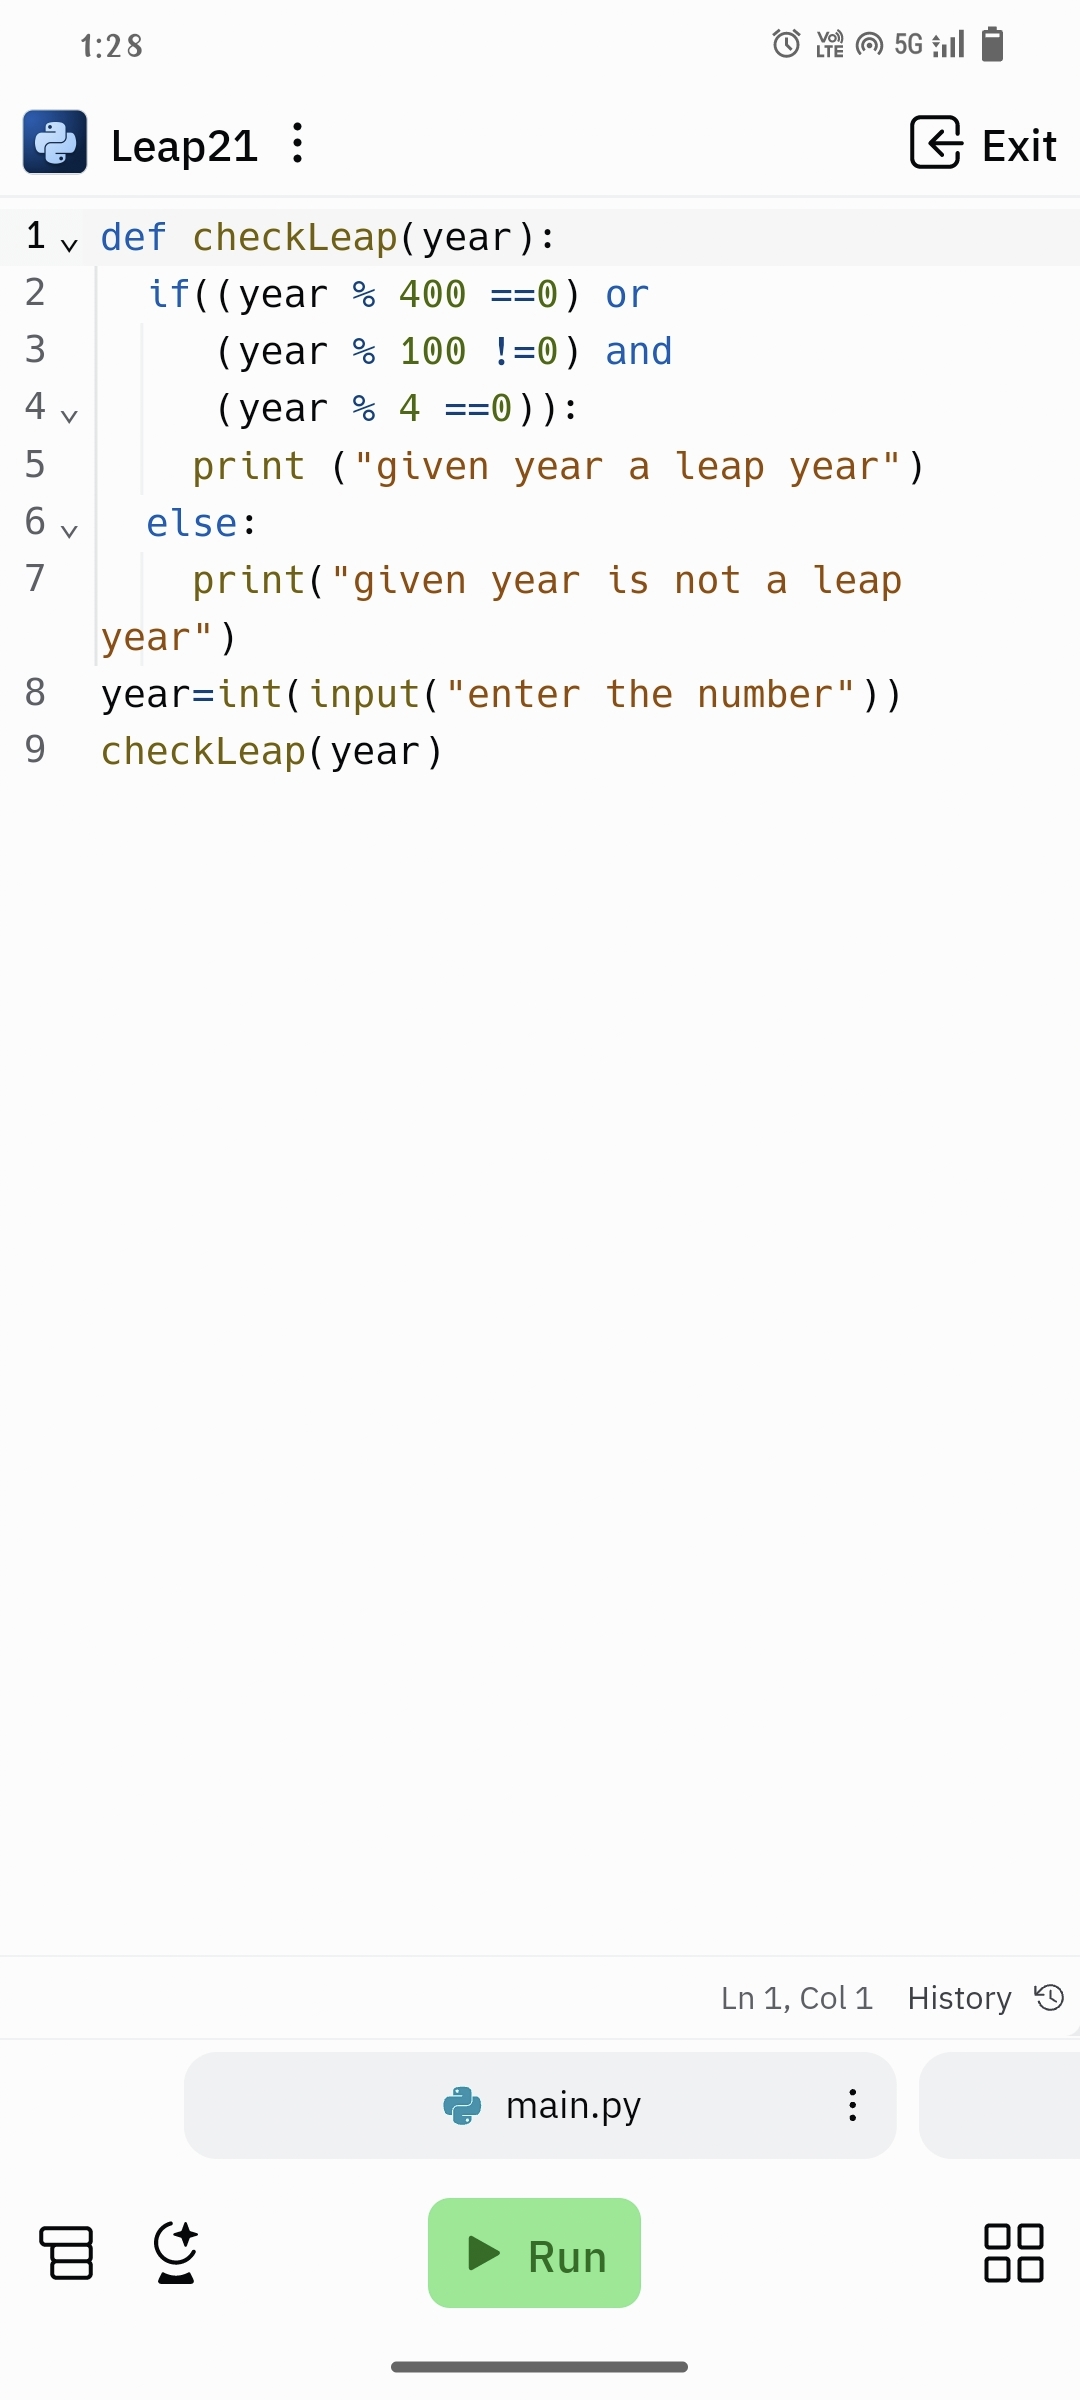 1:28
Vo)) LTE 5G
Leap21
Exit
1 def checkLeap(year):
2 if((year % 400 ==0) or
3 (year % 100 !=0) and
4 (year % 4 ==0)):
5 print ("given year a leap year")
6 else:
7 print("given year is not a leap
year")
8 year=int(input("enter the number"))
9 checkLeap(year)
Ln 1, Col 1 History
main.py
Run